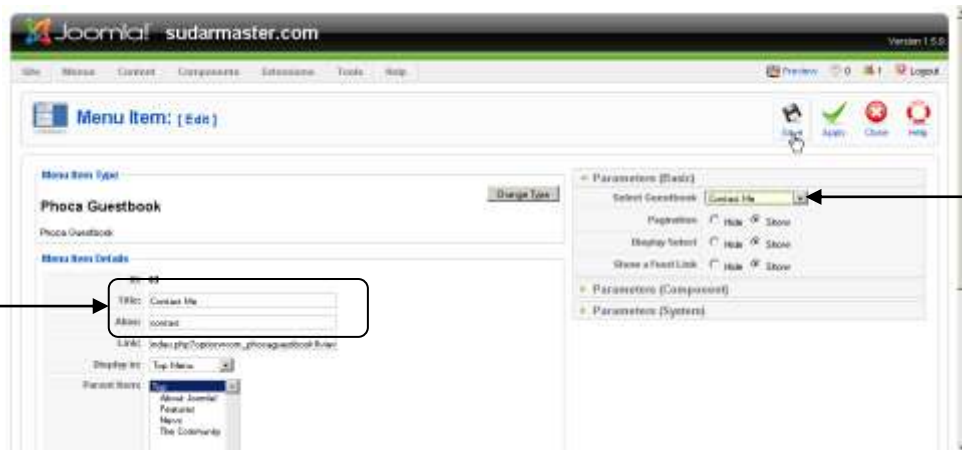 Joomla! sudarmaster.com
Version 1.5.8
Site Menus Content Components Extensions Tools Help
Preview 0 1 Logout
Menu Item: [Edit]
Save Apply Close Help
Menu Item Type
Change Type
Phoca Guestbook
Phoca Guestbook
Menu Item Details
ID: 53
Title: Contact Me
Alias: contact
Link: index.php?option=com_phocaguestbook&view
Display in: Top Menu
Parent Item: Top
About Joomla!
Features
News
The Community
Parameters (Basic)
Select Guestbook Contact Me
Pagination Hide Show
Display Select Hide Show
Show a Feed Link Hide Show
Parameters (Component)
Parameters (System)